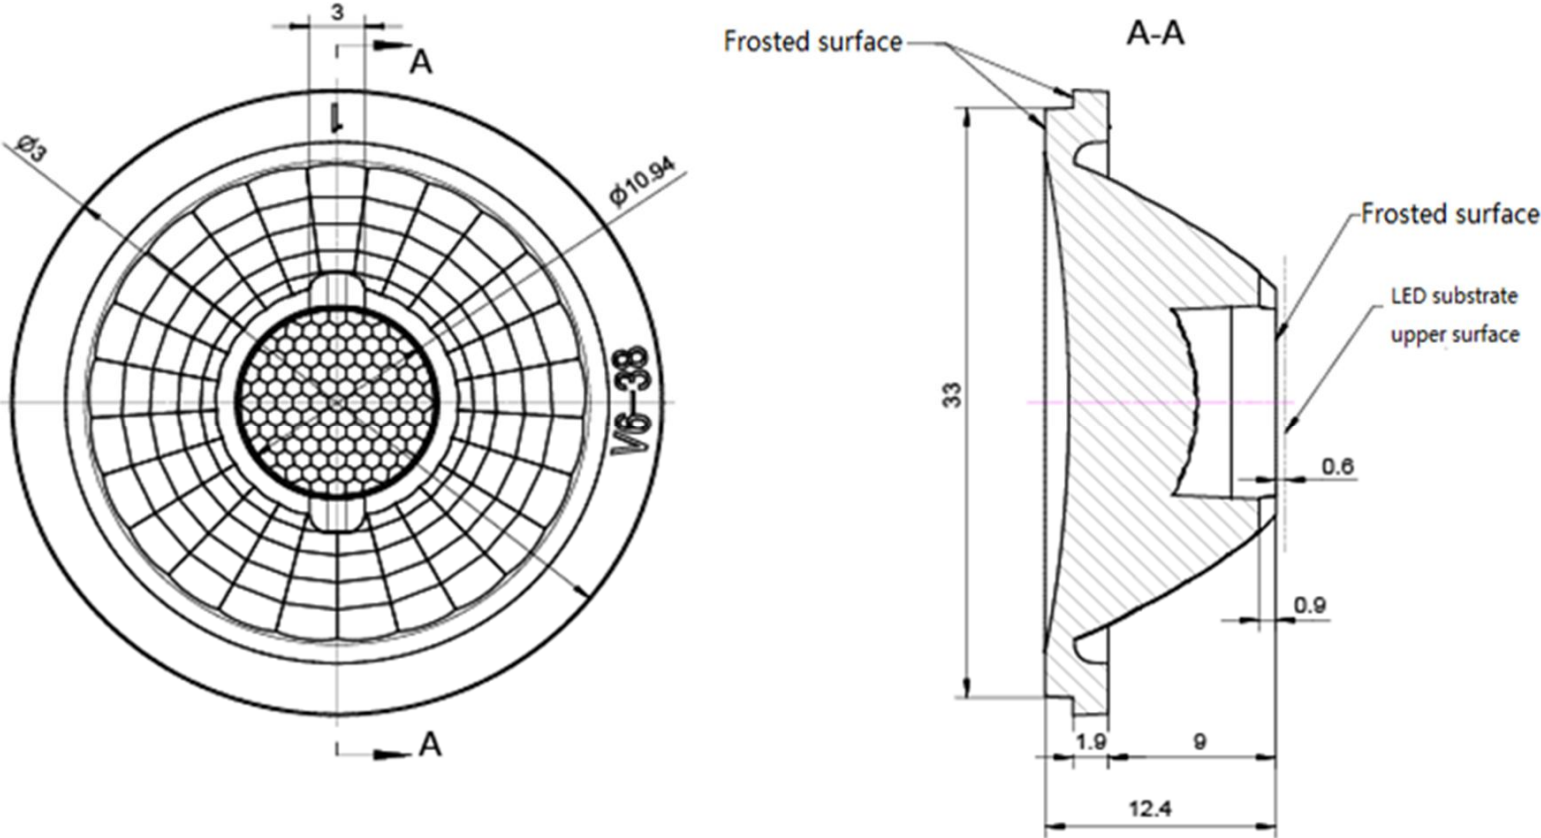 3
A
1
Ø3
Ø10.94
V6-38
A
A-A
Frosted surface
Frosted surface
LED substrate
upper surface
33
0.6
0.9
1.9
9
12.4